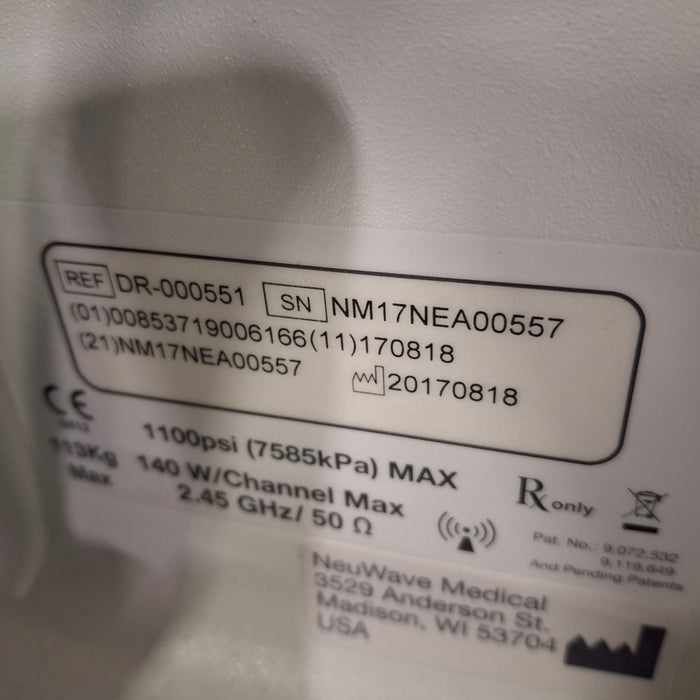 REF DR-000551 SN NM17NEA00557
(01)00853719006166(11)170818
(21)NM17NEA00557 20170818
CE
1100psi (7585kPa) MAX
140 W/Channel Max
2.45 GHz/ 50 Ω
Max
Rx only
Pat. No.: 9,072,532
9,119,649
And Pending Patents
NeuWave Medical
3529 Anderson St.
Madison, WI 53704
USA